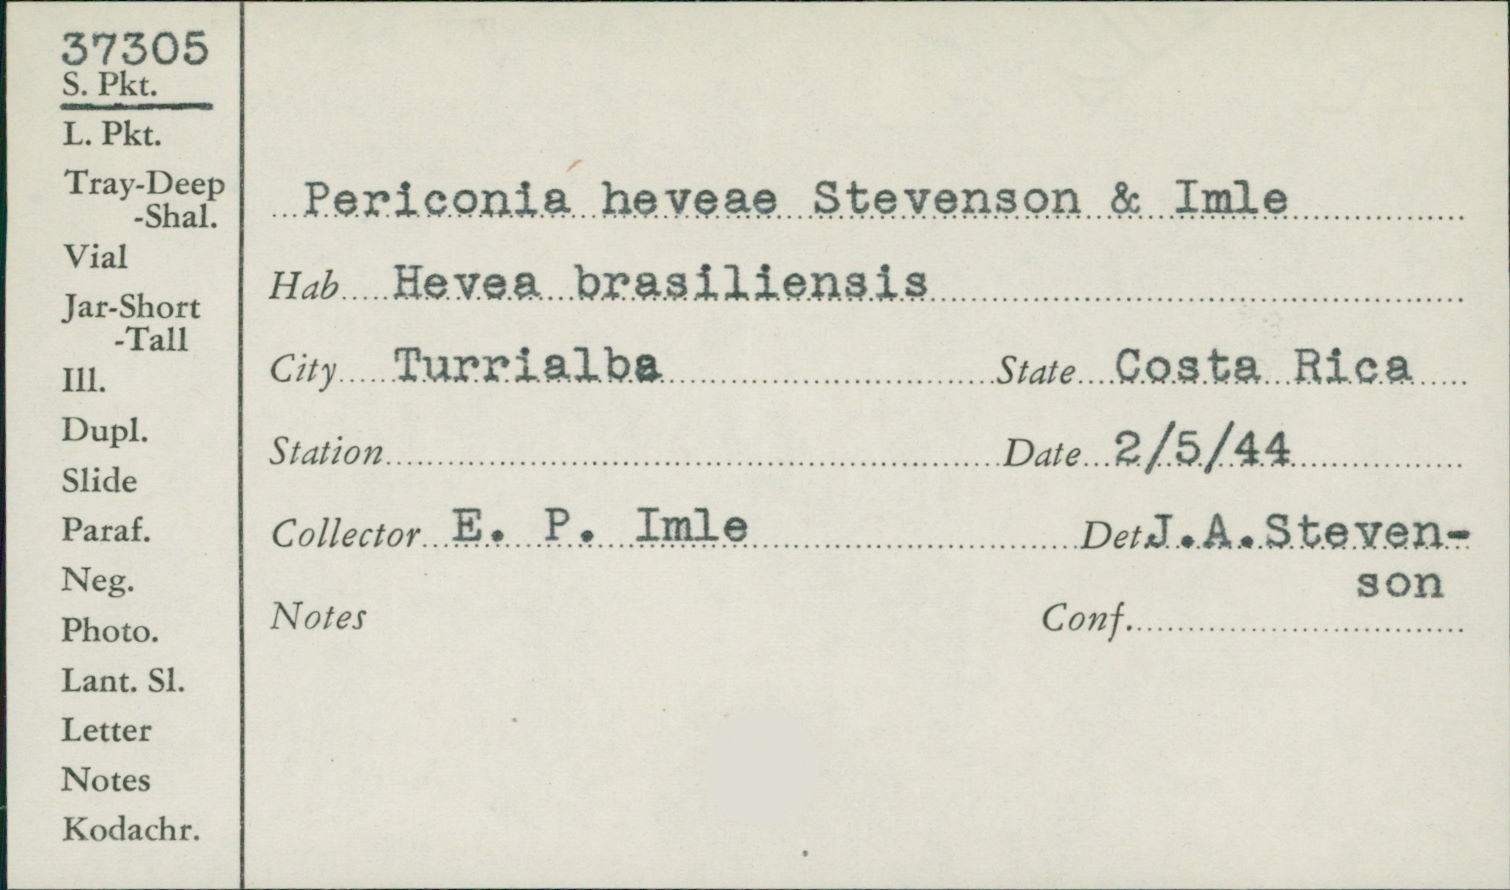 37305
S. Pkt.
L. Pkt.
Tray-Deep
-Shal.
Vial
Jar-Short
-Tall
Ill.
Dupl.
Slide
Paraf.
Neg.
Photo.
Lant. Sl.
Letter
Notes
Kodachr.
Periconia heveae Stevenson & Imle
Hab Hevea brasiliensis
City Turrialba State Costa Rica
Station Date 2/5/44
Collector E. P. Imle Det. J.A.Steven-
son
Notes Conf.